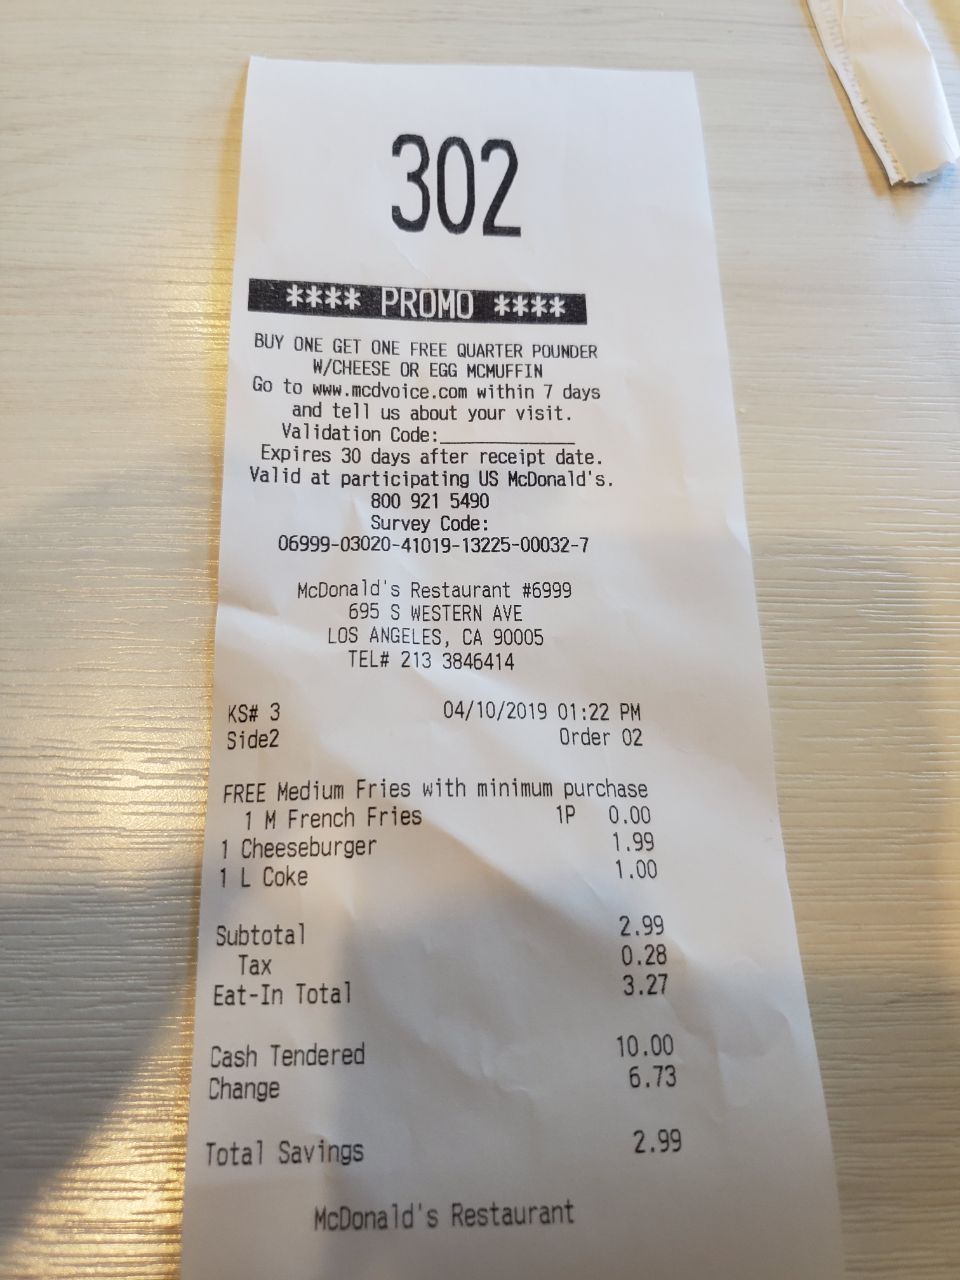 302
**** PROMO ****
BUY ONE GET ONE FREE QUARTER POUNDER
W/CHEESE OR EGG MCMUFFIN
Go to www.mcdvoice.com within 7 days
and tell us about your visit.
Validation Code:____________
Expires 30 days after receipt date.
Valid at participating US McDonald's.
800 921 5490
Survey Code:
06999-03020-41019-13225-00032-7
McDonald's Restaurant #6999
695 S WESTERN AVE
LOS ANGELES, CA 90005
TEL# 213 3846414
KS# 3 04/10/2019 01:22 PM
Side2 Order 02
FREE Medium Fries with minimum purchase
1 M French Fries 1P 0.00
1 Cheeseburger 1.99
1 L Coke 1.00
Subtotal 2.99
Tax 0.28
Eat-In Total 3.27
Cash Tendered 10.00
Change 6.73
Total Savings 2.99
McDonald's Restaurant